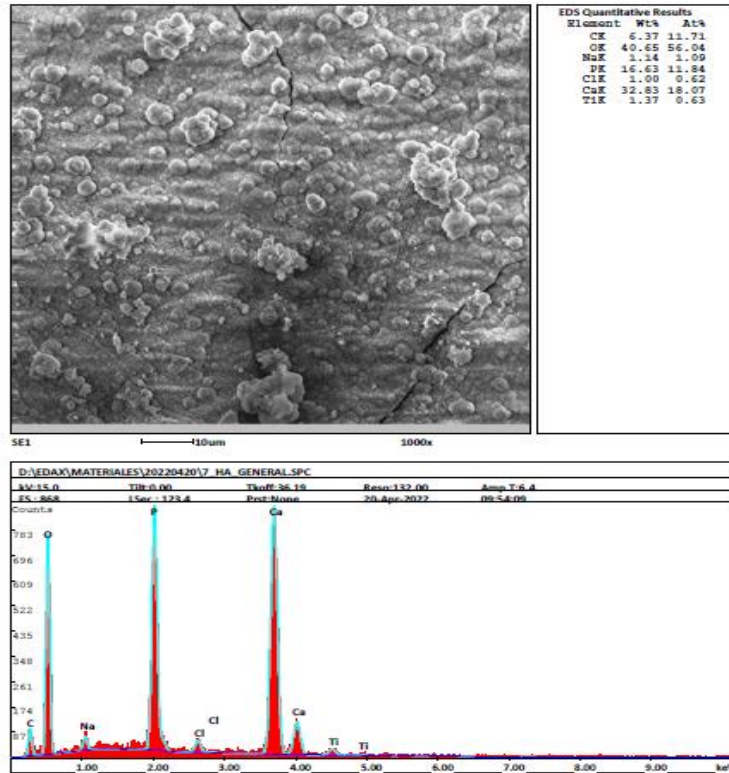 EDS Quantitative Results
Element Wt% At%
CK 6.37 11.71
OK 40.65 56.04
NaK 1.14 1.09
PK 16.63 11.84
ClK 1.00 0.62
CaK 32.83 18.07
TiK 1.37 0.63
SE1 10um 1000x
D:\EDAX\MATERIALES\20220420\7_HA_GENERAL.SPC
kV:15.0 Tilt:0.00 Tkoff:36.19 Reso:132.00 Amp.T:6.4
FS : 868 LSec : 123.4 Prst:None 20-Apr-2022 09:54:09
Counts
P Ca
783
O
696
609
522
435
348
261
174
Ca
Cl
C Na
87
Cl
Ti Ti
1.00 2.00 3.00 4.00 5.00 6.00 7.00 8.00 9.00 keV